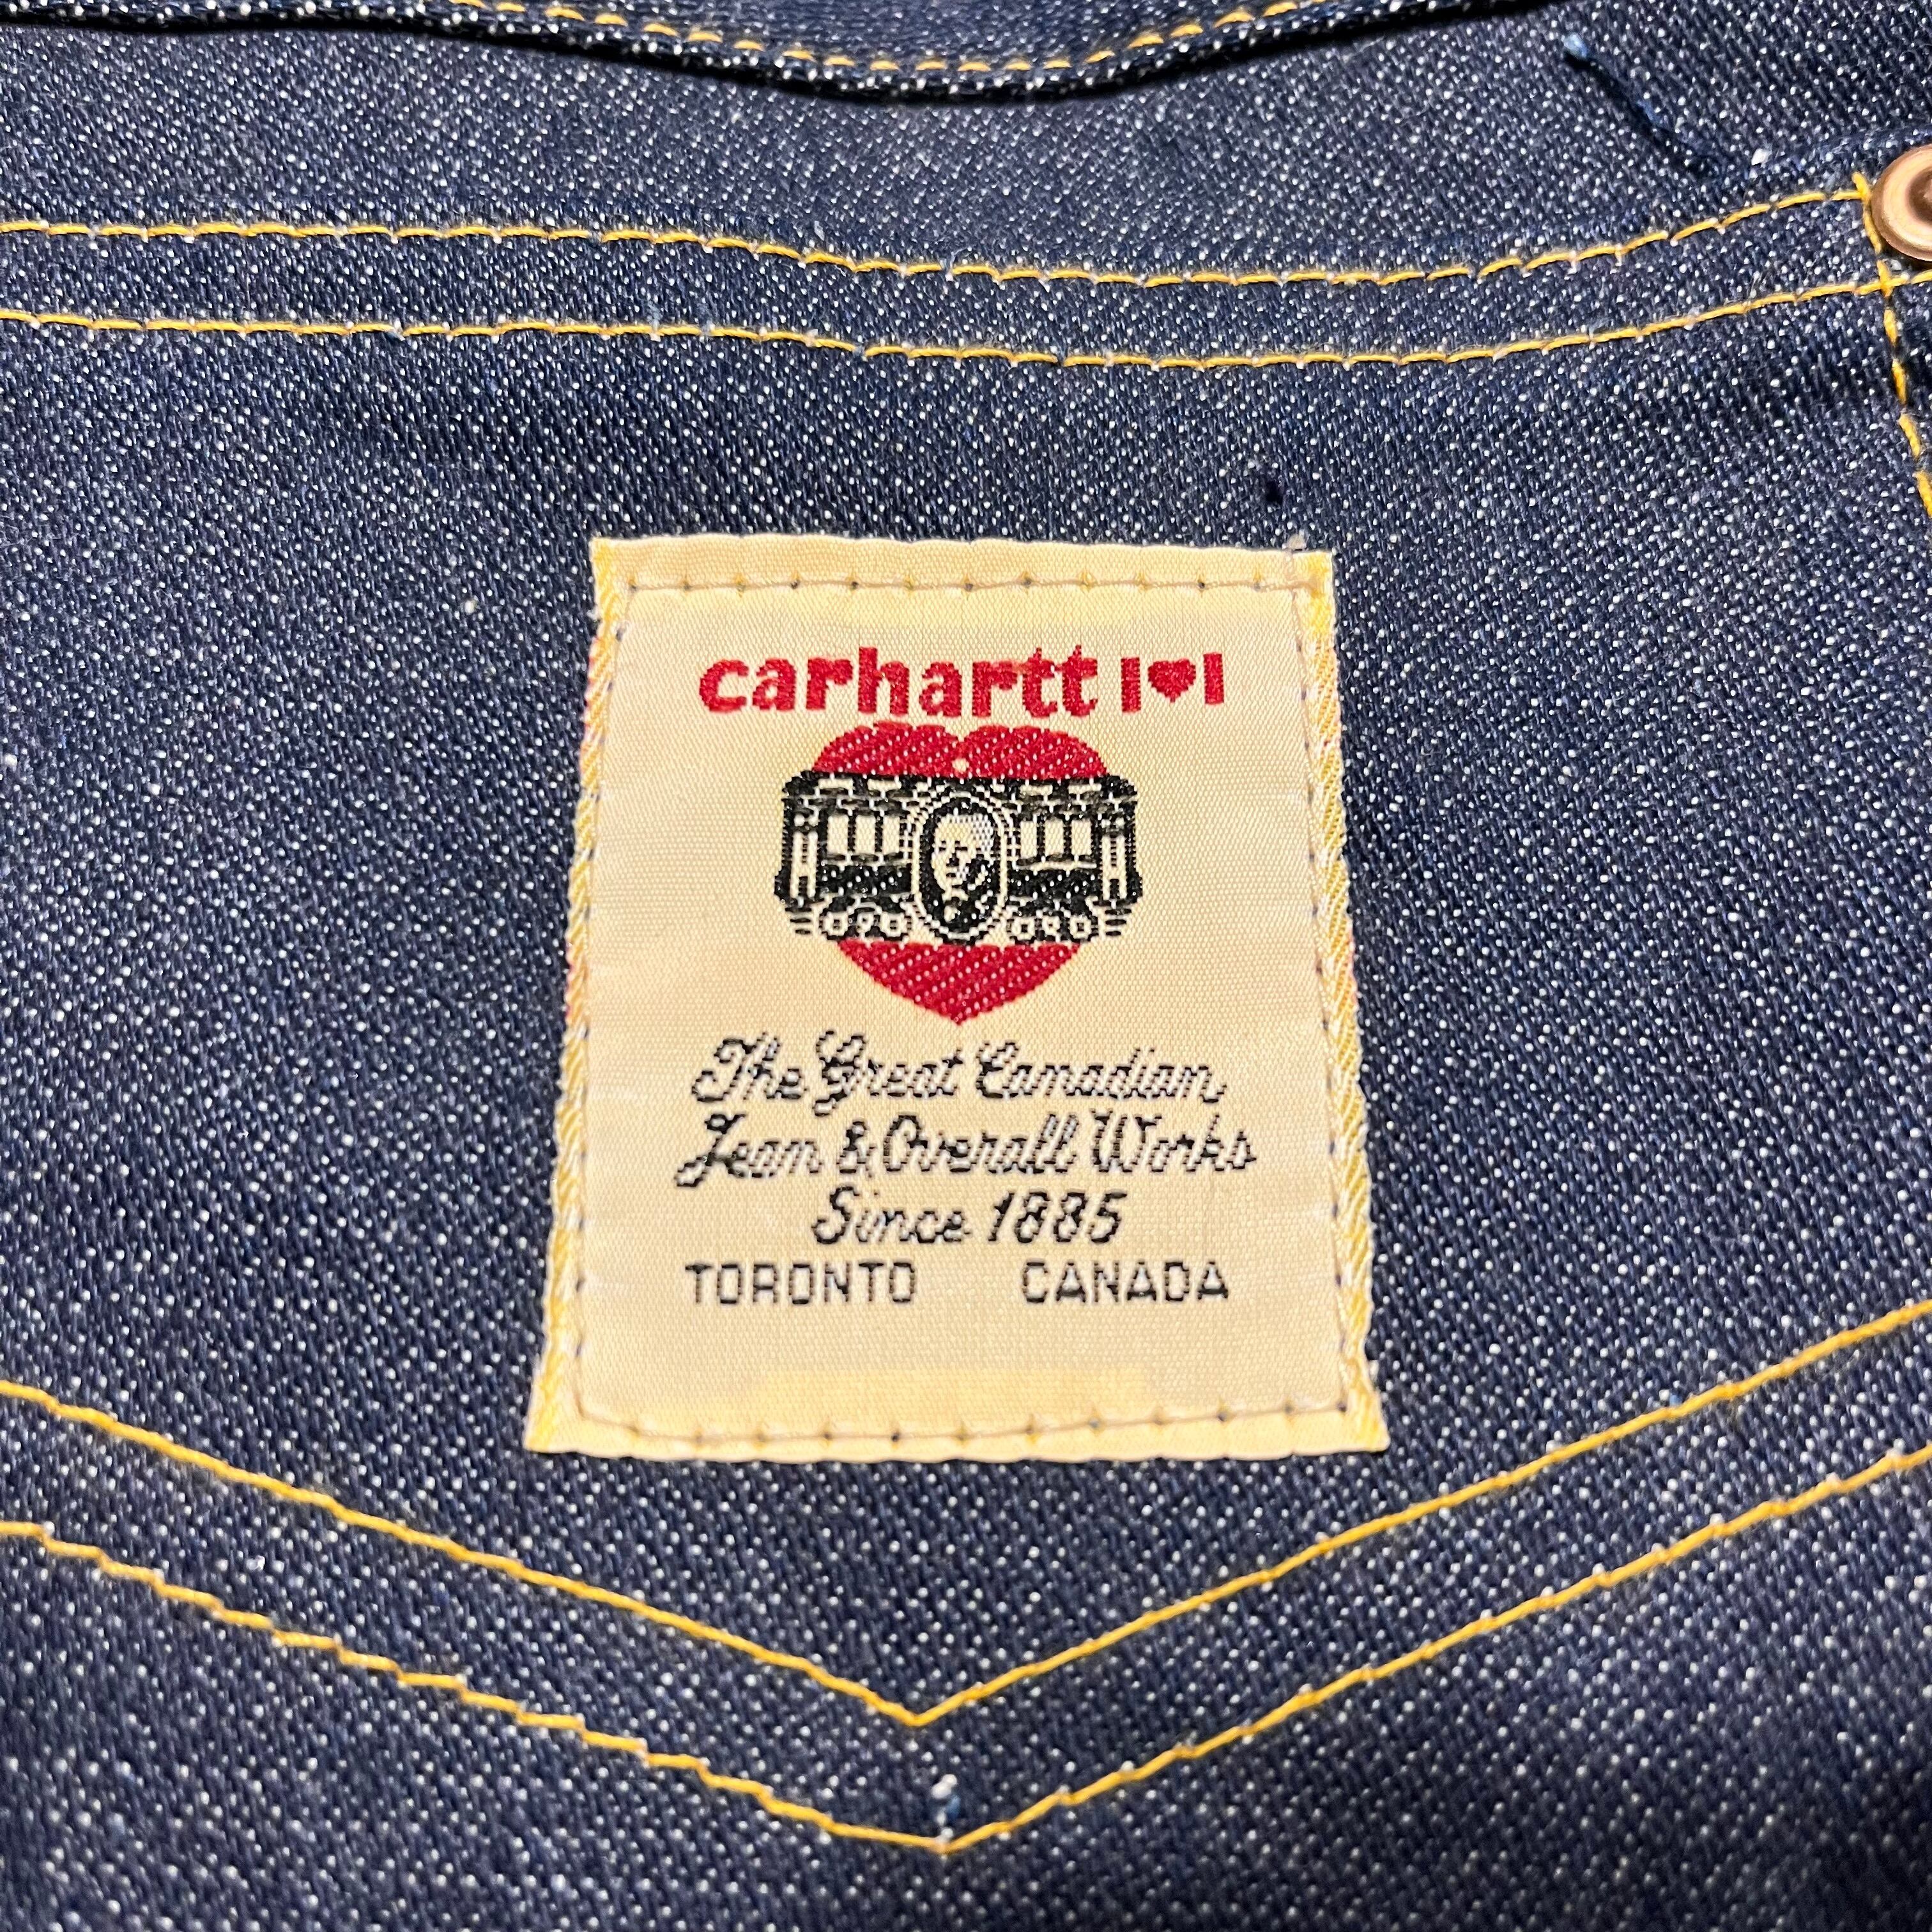 carhartt I♥I
The Great Canadian
Jean & Overall Works
Since 1885
TORONTO CANADA